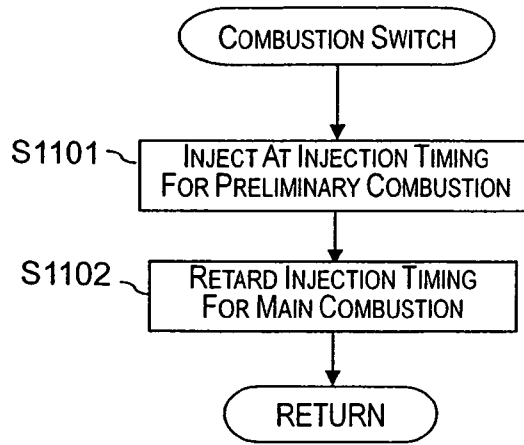 COMBUSTION SWITCH
S1101
INJECT AT INJECTION TIMING
FOR PRELIMINARY COMBUSTION
S1102
RETARD INJECTION TIMING
FOR MAIN COMBUSTION
RETURN